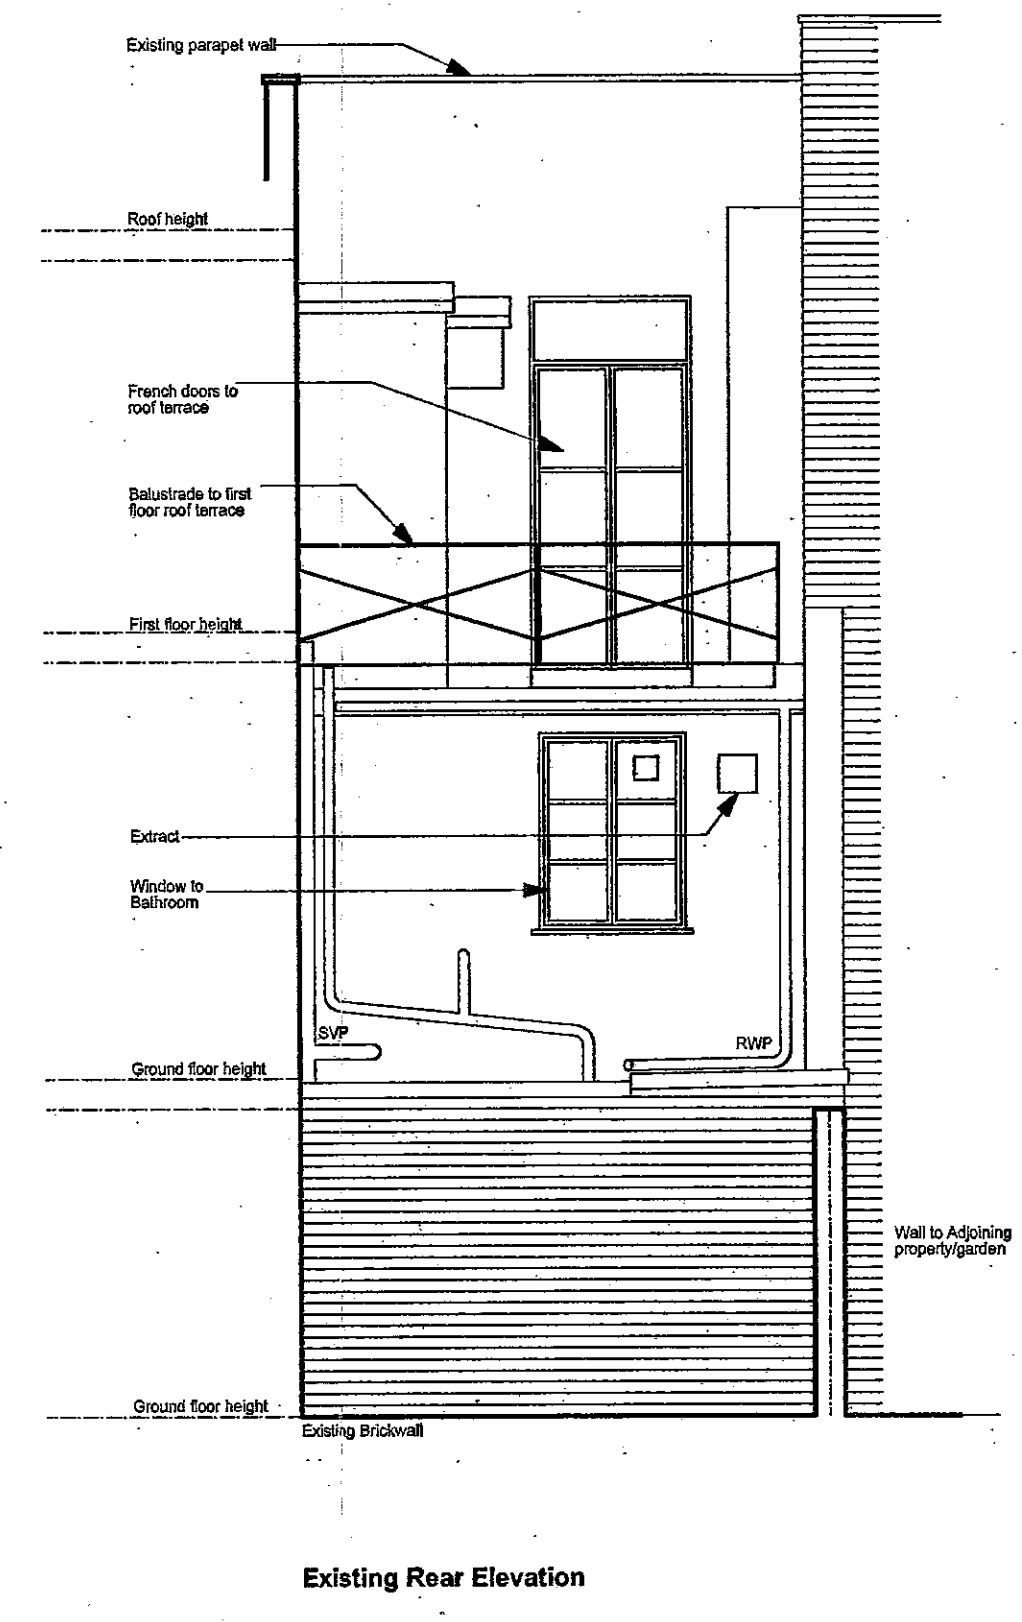 Existing parapet wall
Roof height
French doors to
roof terrace
Balustrade to first
floor roof terrace
First floor height
Extract
Window to
Bathroom
SVP
RWP
Ground floor height
Wall to Adjoining
property/garden
Ground floor height
Existing Brickwall
Existing Rear Elevation